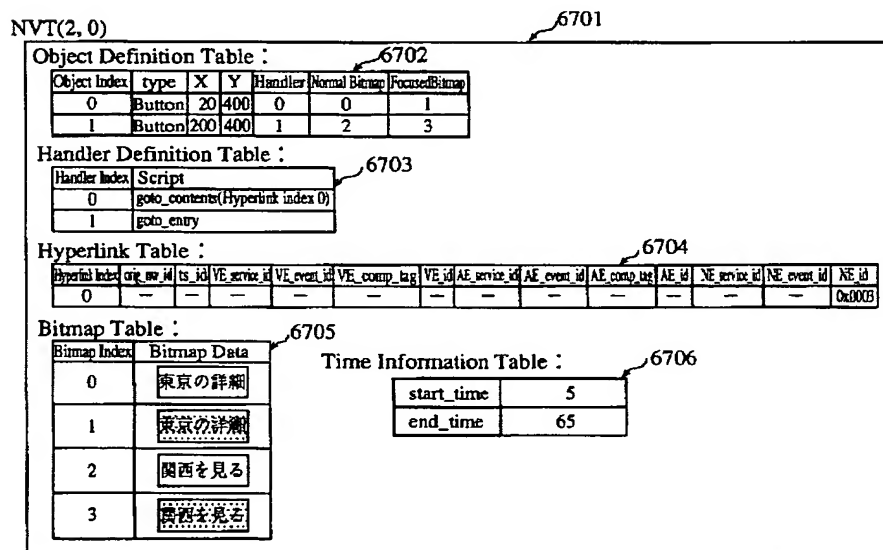 NVT(2, 0)
6701
Object Definition Table :
6702
Object Index type X Y Handler Normal Bitmap FocusedBitmap
0 Button 20 400 0 0 1
1 Button 200 400 1 2 3
Handler Definition Table :
6703
Handler Index Script
0 goto_contents(Hyperlink index 0)
1 goto_entry
Hyperlink Table :
6704
Hyperlink Index orig_nw_id ts_id VE_service_id VE_event_id VE_comp_tag VE_id AE_service_id AE_event_id AE_comp_tag AE_id NE_service_id NE_event_id NE_id
0 — — — — — — — — — — — — 0x0003
Bitmap Table :
6705
Bitmap Index Bitmap Data
0 東京の詳細
1 東京の詳細
2 関西を見る
3 関西を見る
Time Information Table :
6706
start_time 5
end_time 65